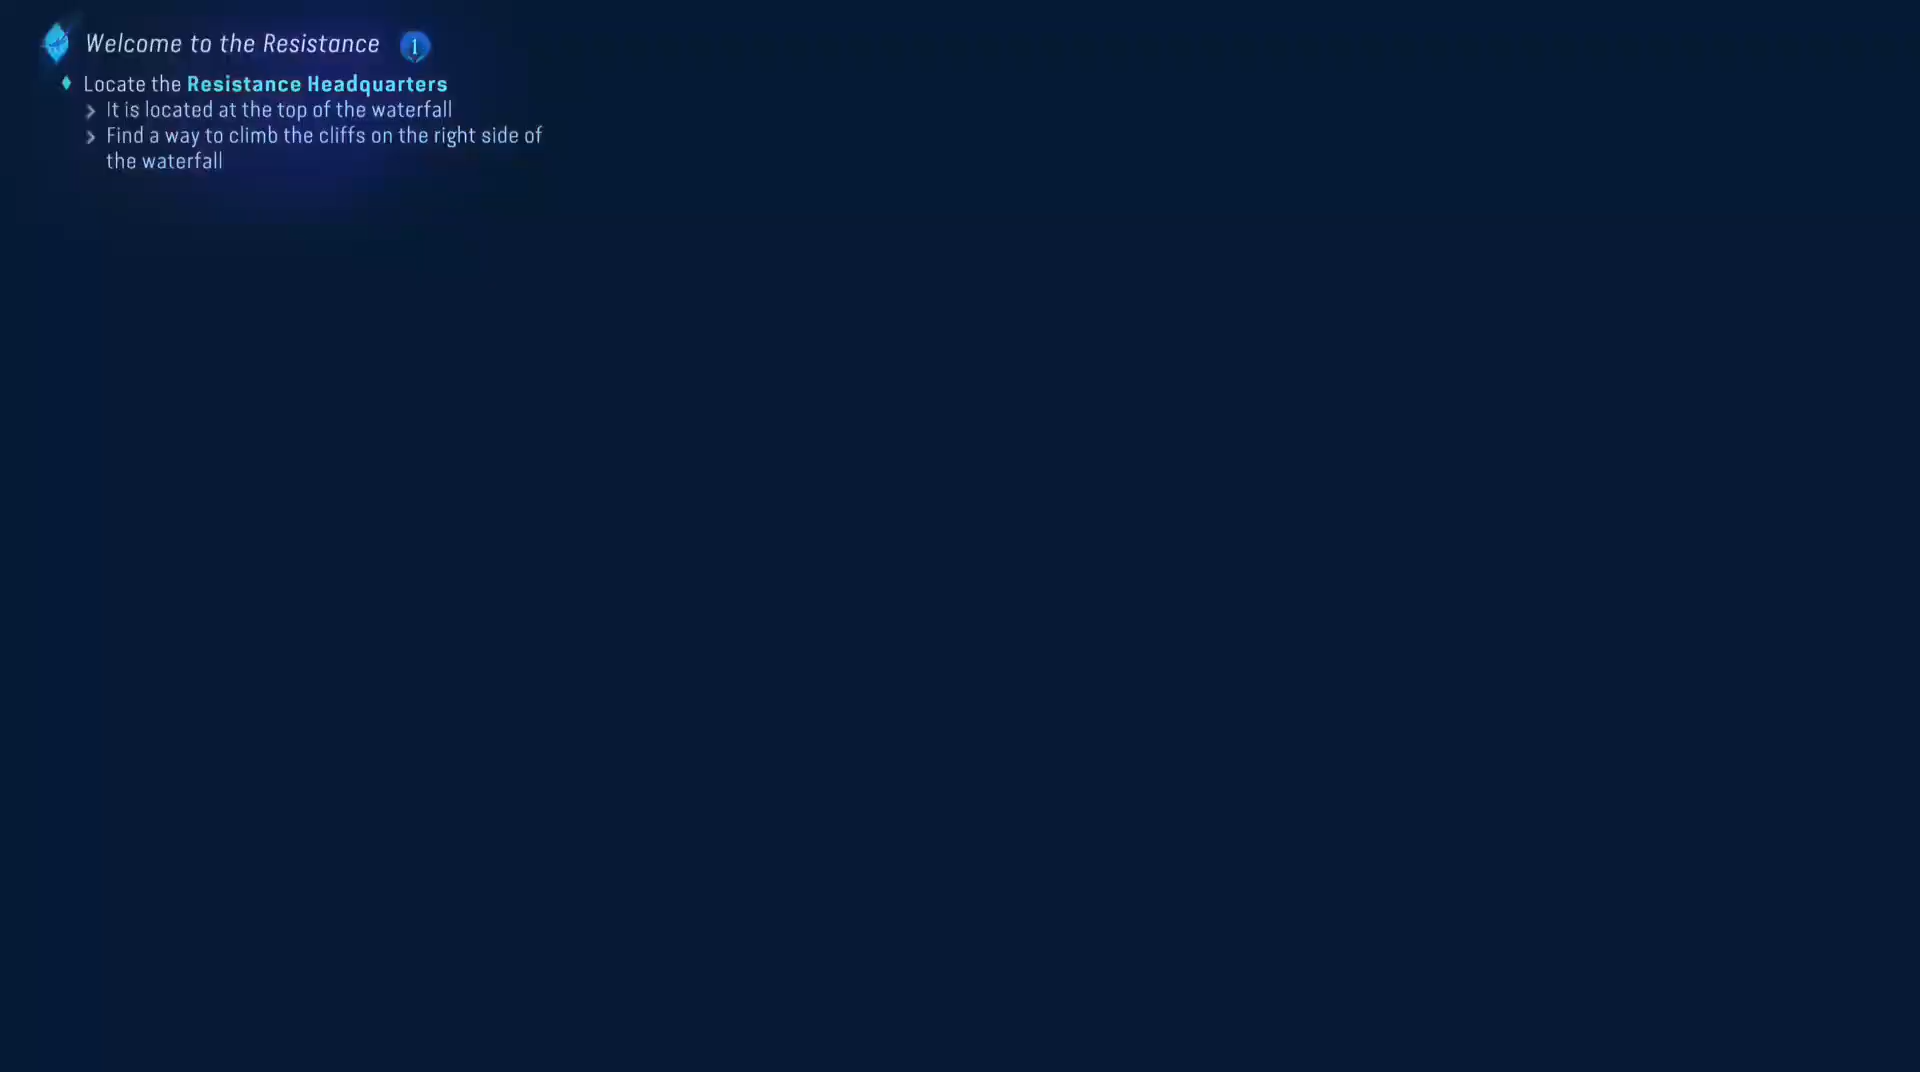 Welcome to the Resistance 1
Locate the Resistance Headquarters
It is located at the top of the waterfall
Find a way to climb the cliffs on the right side of
the waterfall